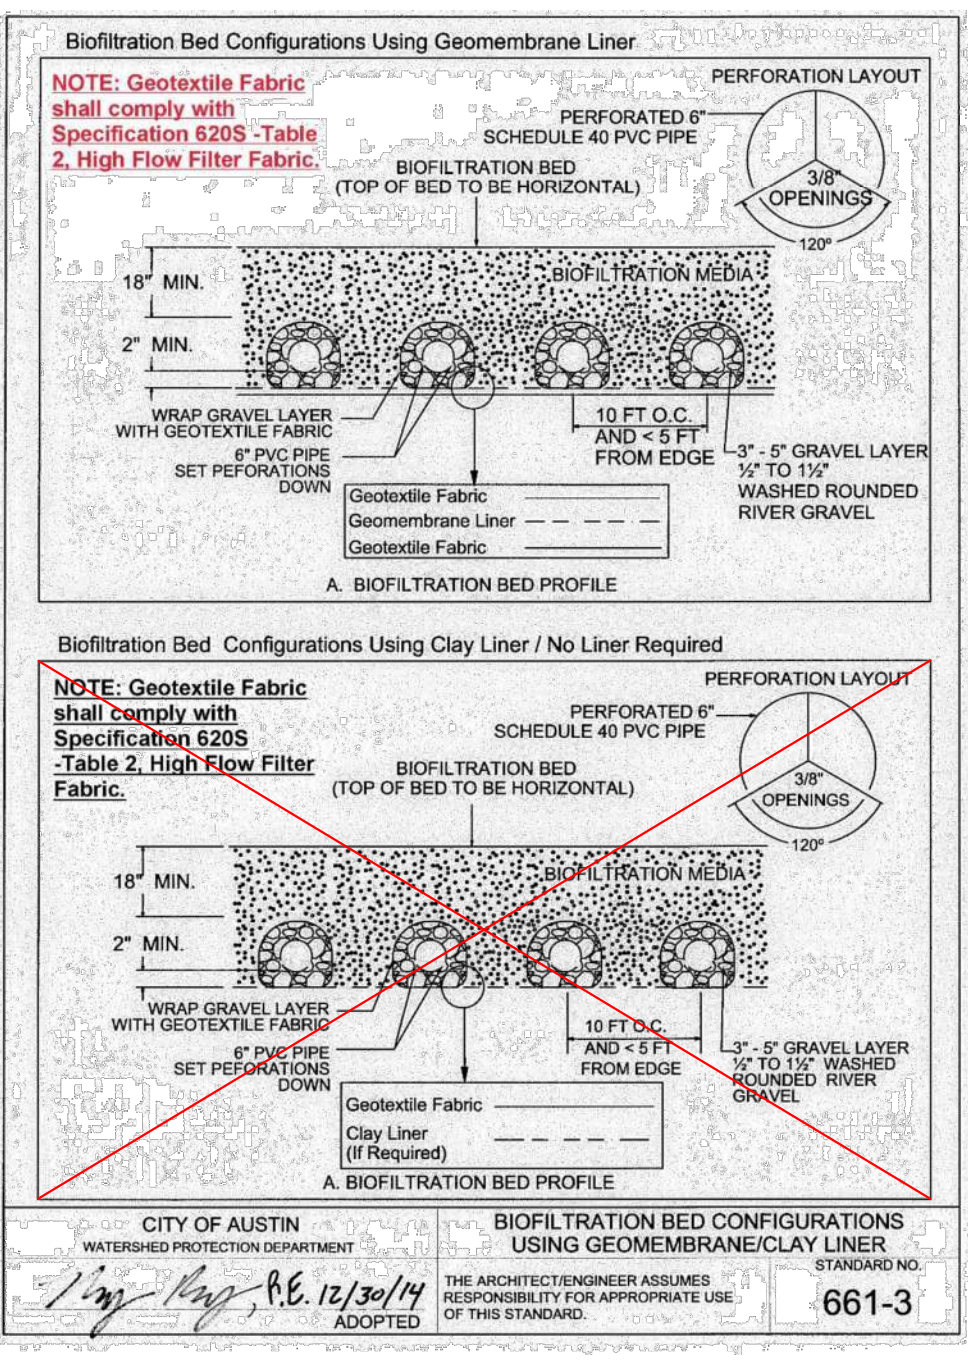 Biofiltration Bed Configurations Using Geomembrane Liner
NOTE: Geotextile Fabric
shall comply with
Specification 620S -Table
2, High Flow Filter Fabric.
PERFORATION LAYOUT
PERFORATED 6"
SCHEDULE 40 PVC PIPE
3/8"
OPENINGS
120º
BIOFILTRATION BED
(TOP OF BED TO BE HORIZONTAL)
BIOFILTRATION MEDIA
18" MIN.
2" MIN.
WRAP GRAVEL LAYER
WITH GEOTEXTILE FABRIC
6" PVC PIPE
SET PEFORATIONS
DOWN
10 FT O.C.
AND < 5 FT
FROM EDGE
3" - 5" GRAVEL LAYER
½" TO 1½"
WASHED ROUNDED
RIVER GRAVEL
Geotextile Fabric
Geomembrane Liner
Geotextile Fabric
A. BIOFILTRATION BED PROFILE
Biofiltration Bed Configurations Using Clay Liner / No Liner Required
NOTE: Geotextile Fabric
shall comply with
Specification 620S
-Table 2, High Flow Filter
Fabric.
PERFORATION LAYOUT
PERFORATED 6"
SCHEDULE 40 PVC PIPE
3/8"
OPENINGS
120º
BIOFILTRATION BED
(TOP OF BED TO BE HORIZONTAL)
BIOFILTRATION MEDIA
18" MIN.
2" MIN.
WRAP GRAVEL LAYER
WITH GEOTEXTILE FABRIC
6" PVC PIPE
SET PEFORATIONS
DOWN
10 FT O.C.
AND < 5 FT
FROM EDGE
3" - 5" GRAVEL LAYER
½" TO 1½" WASHED
ROUNDED RIVER
GRAVEL
Geotextile Fabric
Clay Liner
(If Required)
A. BIOFILTRATION BED PROFILE
CITY OF AUSTIN
WATERSHED PROTECTION DEPARTMENT
P.E. 12/30/14
ADOPTED
BIOFILTRATION BED CONFIGURATIONS
USING GEOMEMBRANE/CLAY LINER
THE ARCHITECT/ENGINEER ASSUMES
RESPONSIBILITY FOR APPROPRIATE USE
OF THIS STANDARD.
STANDARD NO.
661-3